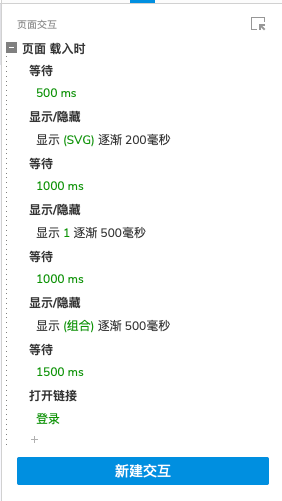 页面交互
页面 载入时
等待
500 ms
显示/隐藏
显示 (SVG) 逐渐 200毫秒
等待
1000 ms
显示/隐藏
显示 1 逐渐 500毫秒
等待
1000 ms
显示/隐藏
显示 (组合) 逐渐 500毫秒
等待
1500 ms
打开链接
登录
+
新建交互